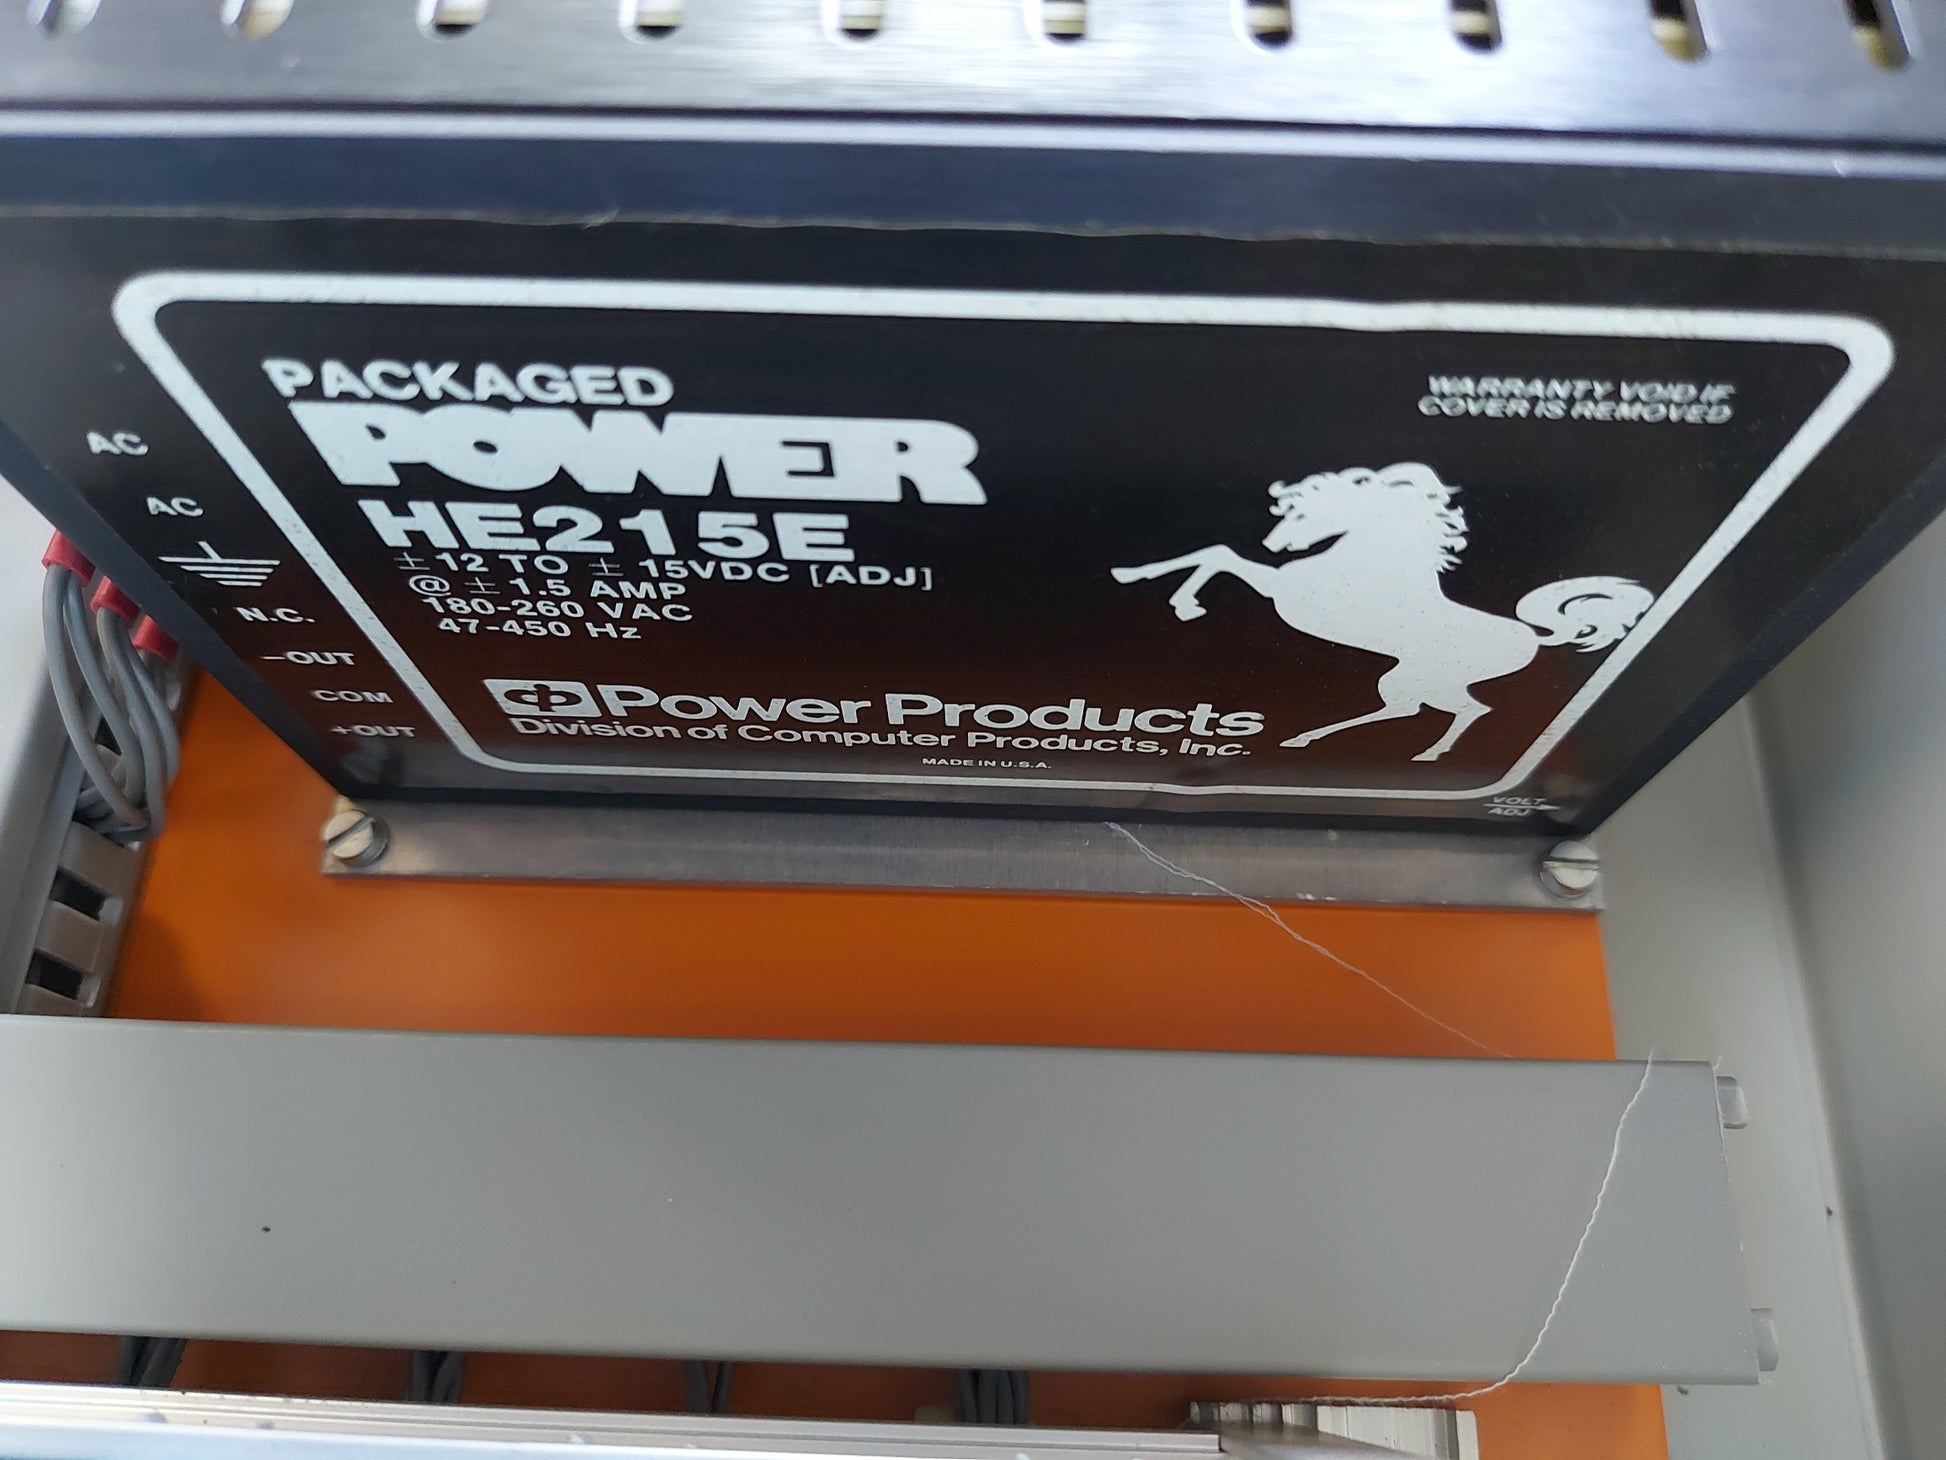 PACKAGED
POWER
HE215E
±12 TO ±15VDC [ADJ]
@ ±1.5 AMP
180-260 VAC
47-450 Hz
WARRANTY VOID IF
COVER IS REMOVED
AC
AC
N.C.
-OUT
COM
+OUT
cp Power Products
Division of Computer Products, Inc.
MADE IN U.S.A.
VOLT
ADJ